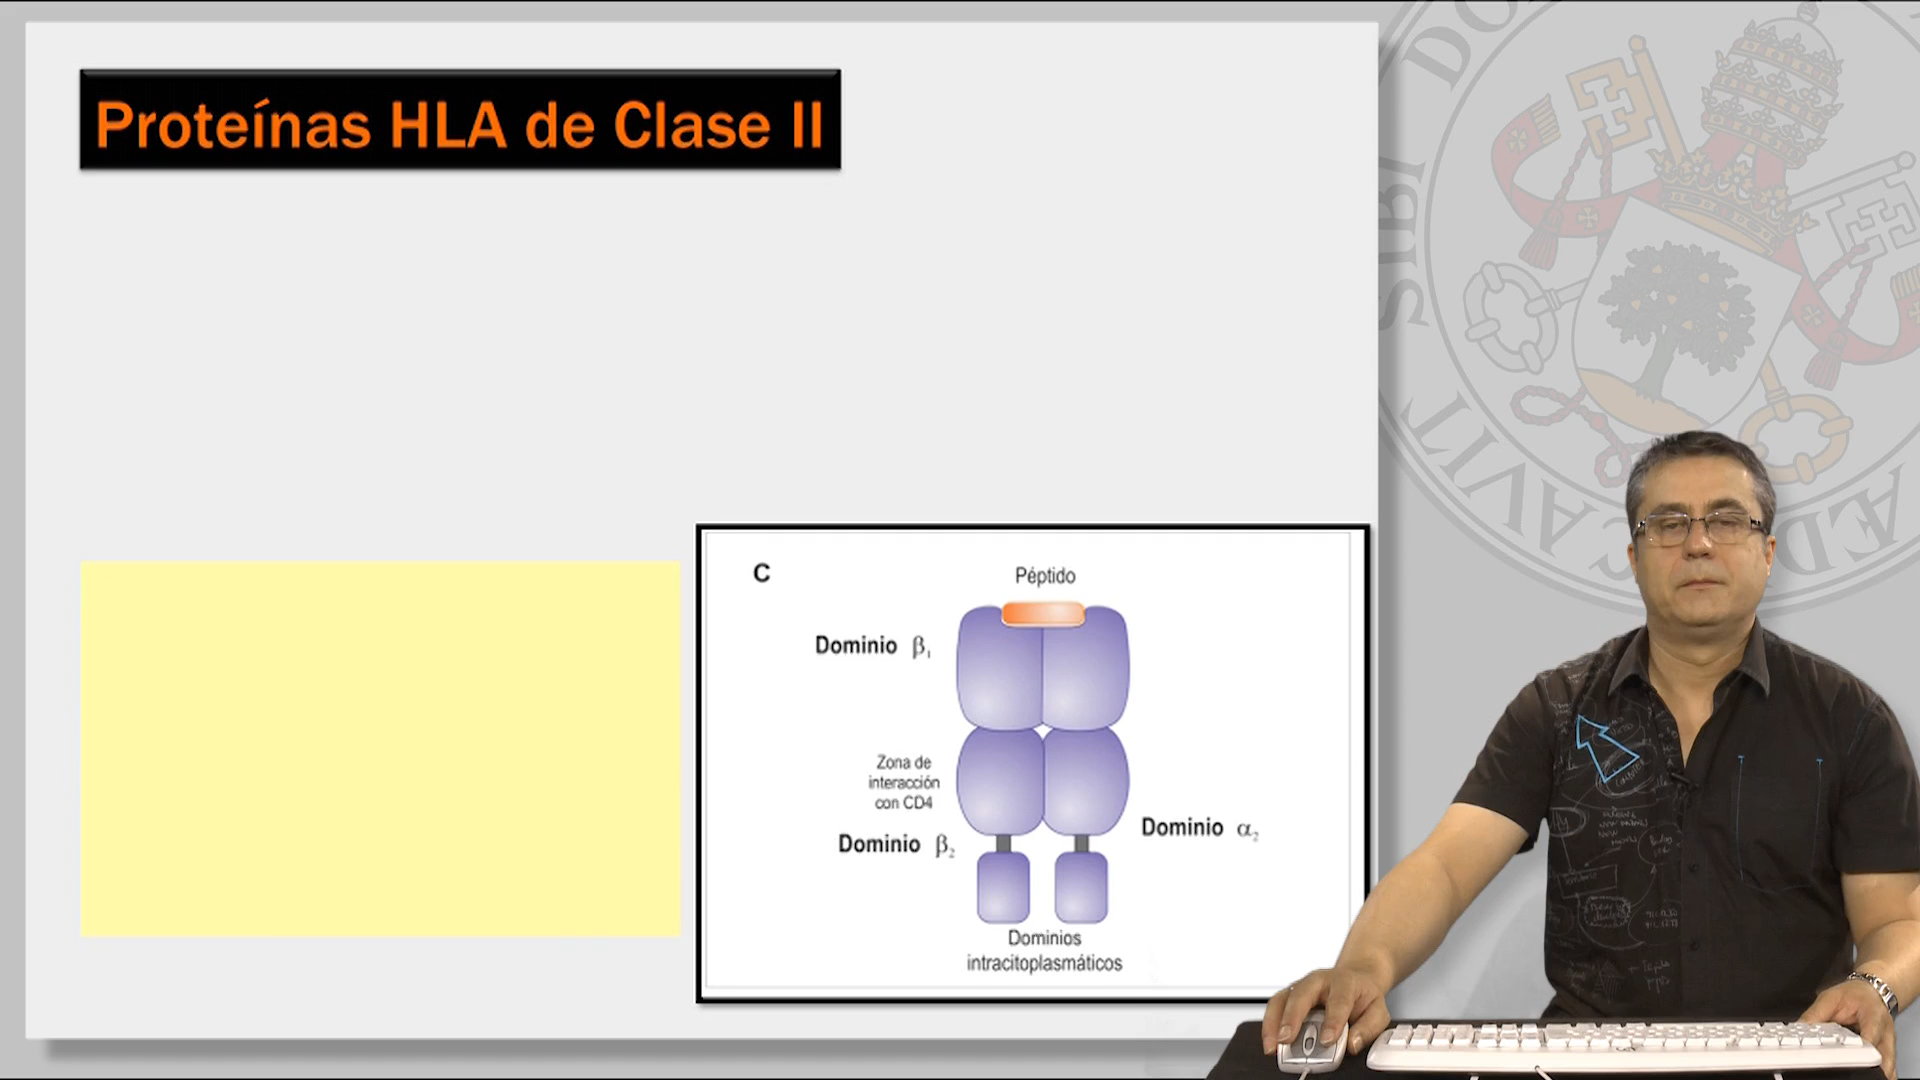 Proteínas HLA de Clase II
C
Péptido
Dominio β₁
Zona de
interacción
con CD4
Dominio β₂
Dominio α₂
Dominios
intracitoplasmáticos
SIBI